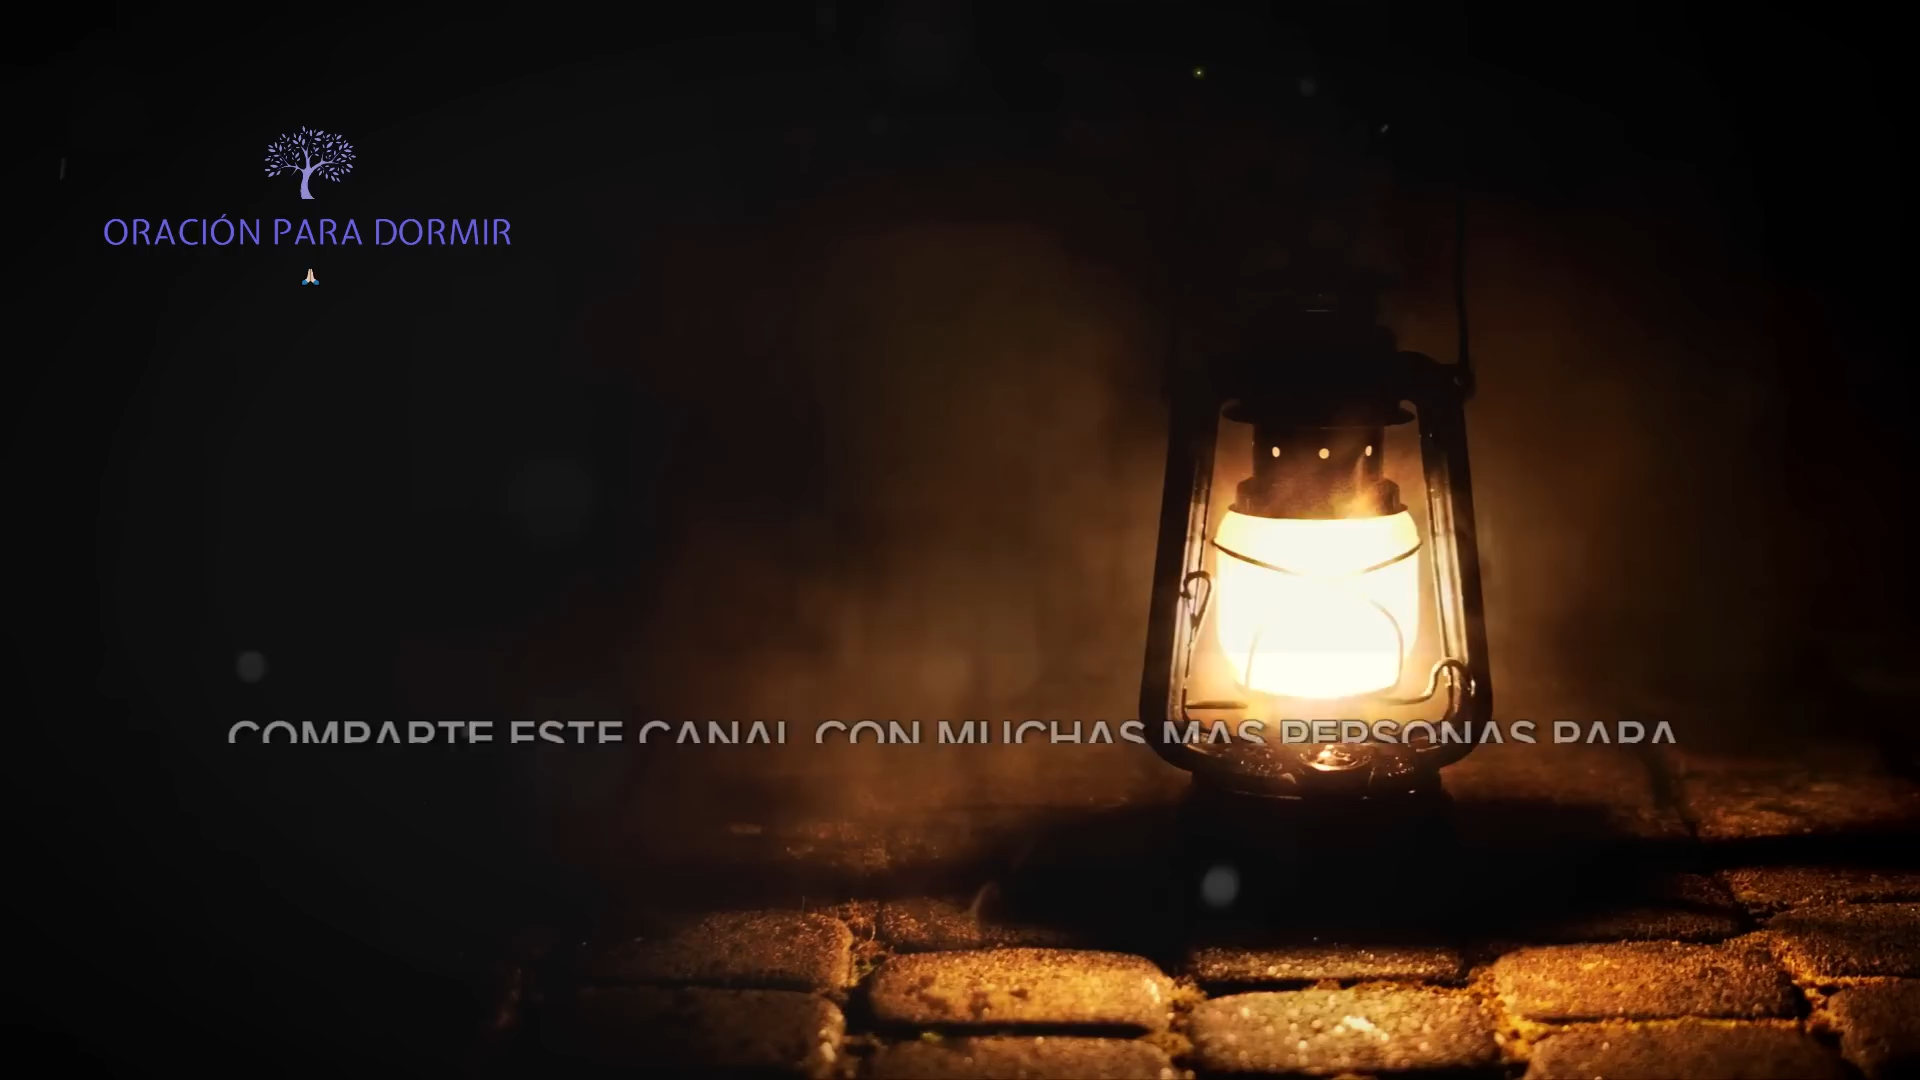 ORACIÓN PARA DORMIR
COMPARTE ESTE CANAL CON MUCHAS MAS PERSONAS PARA